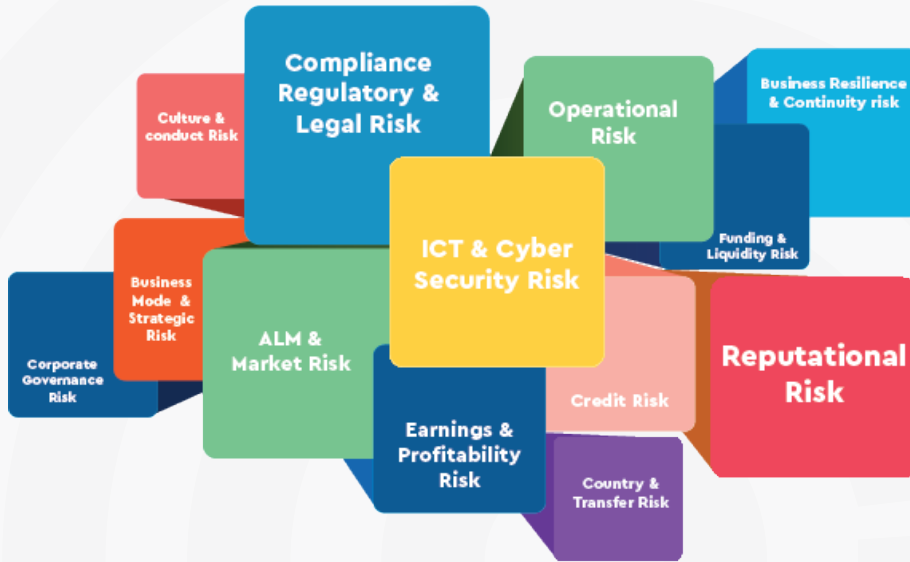 Compliance
Regulatory &
Legal Risk
Operational
Risk
Business Resilience
& Continuity risk
Culture &
conduct Risk
ICT & Cyber
Security Risk
Funding &
Liquidity Risk
Business
Mode &
Strategic
Risk
ALM &
Market Risk
Reputational
Risk
Corporate
Governance
Risk
Credit Risk
Earnings &
Profitability
Risk
Country &
Transfer Risk